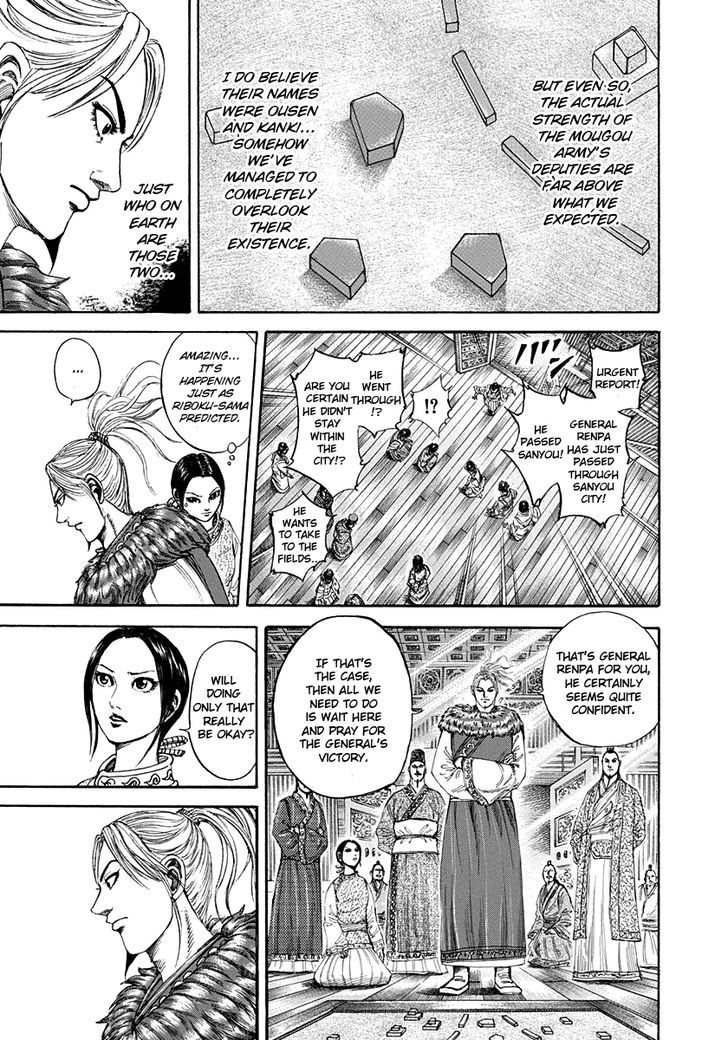 BUT EVEN SO,
THE ACTUAL
STRENGTH
OF THE
MOUGOU
ARMY'S
DEPUTIES ARE
FAR ABOVE
WHAT WE
EXPECTED.
I DO BELIEVE
THEIR NAMES
WERE OUSEN
AND KANKI...
SOMEHOW
WE'VE
MANAGED TO
COMPLETELY
OVERLOOK
THEIR
EXISTENCE.
JUST
WHO ON
EARTH
ARE
THOSE
TWO...
URGENT
REPORT!
GENERAL
RENPA
HAS JUST
PASSED
THROUGH
SANYOU
CITY!
HE
PASSED
SANYOU!
!?
HE
WENT
THROUGH
!?
ARE YOU
CERTAIN
HE DIDN'T
STAY
WITHIN
THE
CITY!?
HE
WANTS
TO TAKE
TO THE
FIELDS...
AMAZING...
IT'S
HAPPENING
JUST AS
RIBOKU-SAMA
PREDICTED.
...
THAT'S GENERAL
RENPA FOR YOU,
HE CERTAINLY
SEEMS QUITE
CONFIDENT.
IF THAT'S
THE CASE,
THEN ALL WE
NEED TO DO
IS WAIT HERE
AND PRAY FOR
THE GENERAL'S
VICTORY.
WILL
DOING
ONLY THAT
REALLY
BE OKAY?